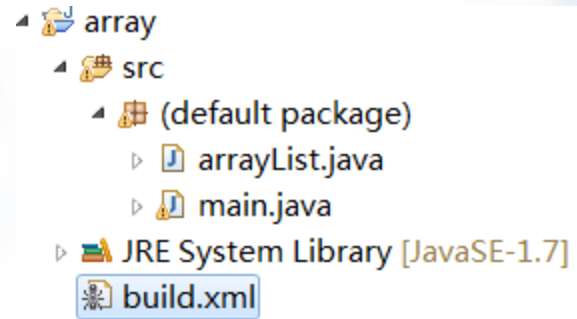 array
src
(default package)
arrayList.java
main.java
JRE System Library [JavaSE-1.7]
build.xml